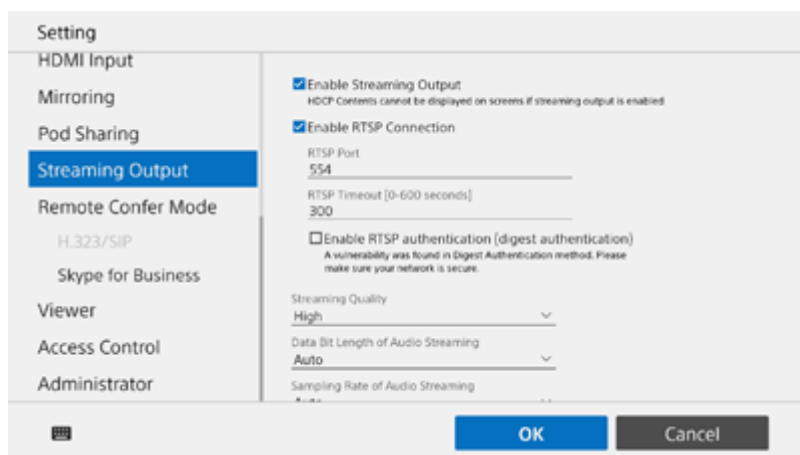 Setting
HDMI Input
Mirroring
Pod Sharing
Streaming Output
Remote Confer Mode
H.323/SIP
Skype for Business
Viewer
Access Control
Administrator
Enable Streaming Output
HDCP Contents cannot be displayed on screens if streaming output is enabled
Enable RTSP Connection
RTSP Port
554
RTSP Timeout [0-600 seconds]
300
Enable RTSP authentication (digest authentication)
A vulnerability was found in Digest Authentication method. Please
make sure your network is secure.
Streaming Quality
High
Data Bit Length of Audio Streaming
Auto
Sampling Rate of Audio Streaming
OK
Cancel